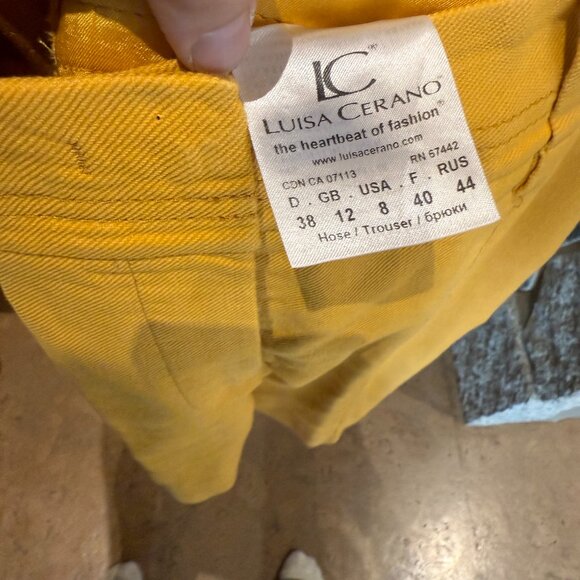 LC®
LUISA CERANO®
the heartbeat of fashion®
www.luisacerano.com
CDN CA 07113 RN 57442
D . GB . USA . F . RUS
38 12 8 40 44
Hose / Trouser / брюки